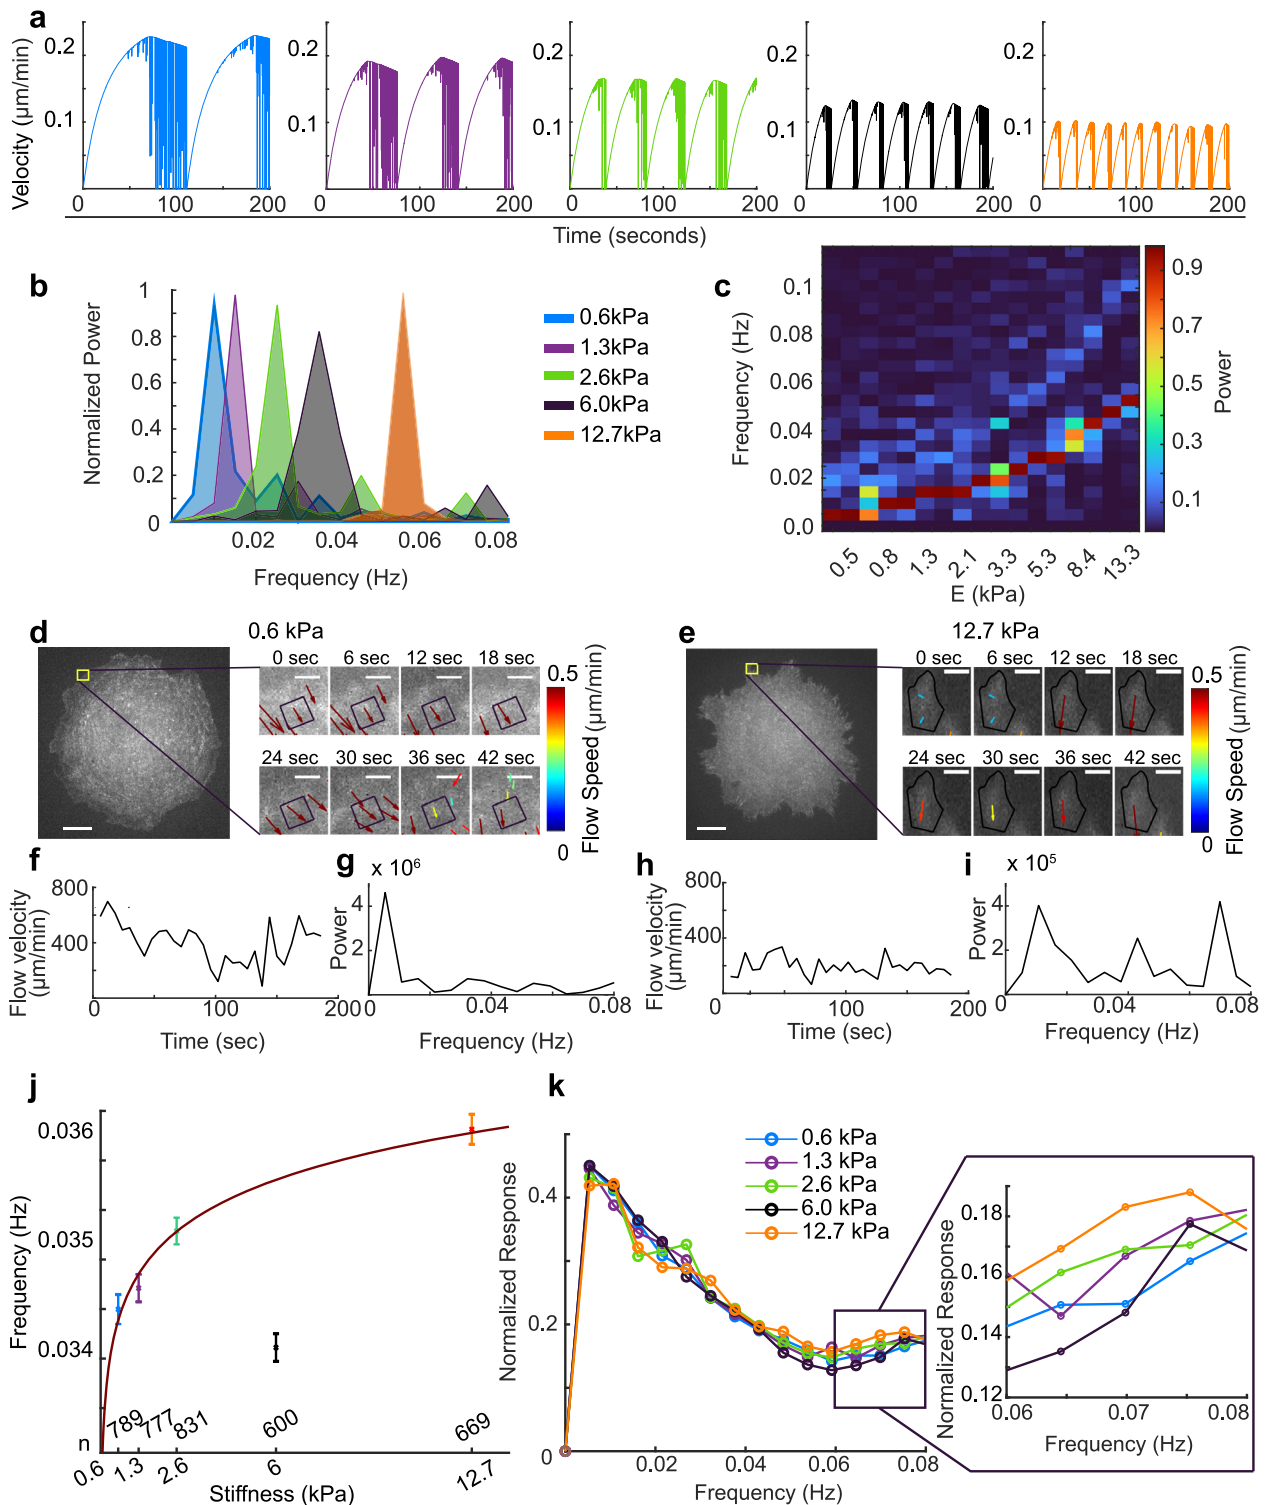 a
Velocity (µm/min)
0.2 0.2 0.2 0.2 0.2
0.1 0.1 0.1 0.1 0.1
0 100 200 0 100 200 0 100 200 0 100 200 0 100 200
Time (seconds)
b
Normalized Power
1
0.8
0.6
0.4
0.2
0
0.02 0.04 0.06 0.08
Frequency (Hz)
0.6kPa
1.3kPa
2.6kPa
6.0kPa
12.7kPa
c
Frequency (Hz)
0.1
0.08
0.06
0.04
0.02
0.0
0.5 0.8 1.3 2.1 3.3 5.3 8.4 13.3
E (kPa)
0.9
0.7
0.5
0.3
0.1
Power
d
0.6 kPa
0 sec 6 sec 12 sec 18 sec
24 sec 30 sec 36 sec 42 sec
0.5
0
Flow Speed (µm/min)
e
12.7 kPa
0 sec 6 sec 12 sec 18 sec
24 sec 30 sec 36 sec 42 sec
0.5
0
Flow Speed (µm/min)
f
Flow velocity
(µm/min)
800
400
0 100 200
Time (sec)
g
x 10⁶
Power
4
2
0 0.04 0.08
Frequency (Hz)
h
Flow velocity
(µm/min)
800
400
0 100 200
Time (sec)
i
x 10⁵
Power
4
2
0 0.04 0.08
Frequency (Hz)
j
Frequency (Hz)
0.036
0.035
0.034
n 789 777 831 600 669
0.6 1.3 2.6 6 12.7
Stiffness (kPa)
k
Normalized Response
0.4
0.2
0
0.02 0.04 0.06 0.08
Frequency (Hz)
0.6 kPa
1.3 kPa
2.6 kPa
6.0 kPa
12.7 kPa
Normalized Response
0.18
0.16
0.14
0.12
0.06 0.07 0.08
Frequency (Hz)